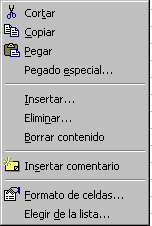 Cortar
Copiar
Pegar
Pegado especial...
Insertar...
Eliminar...
Borrar contenido
Insertar comentario
Formato de celdas...
Elegir de la lista...